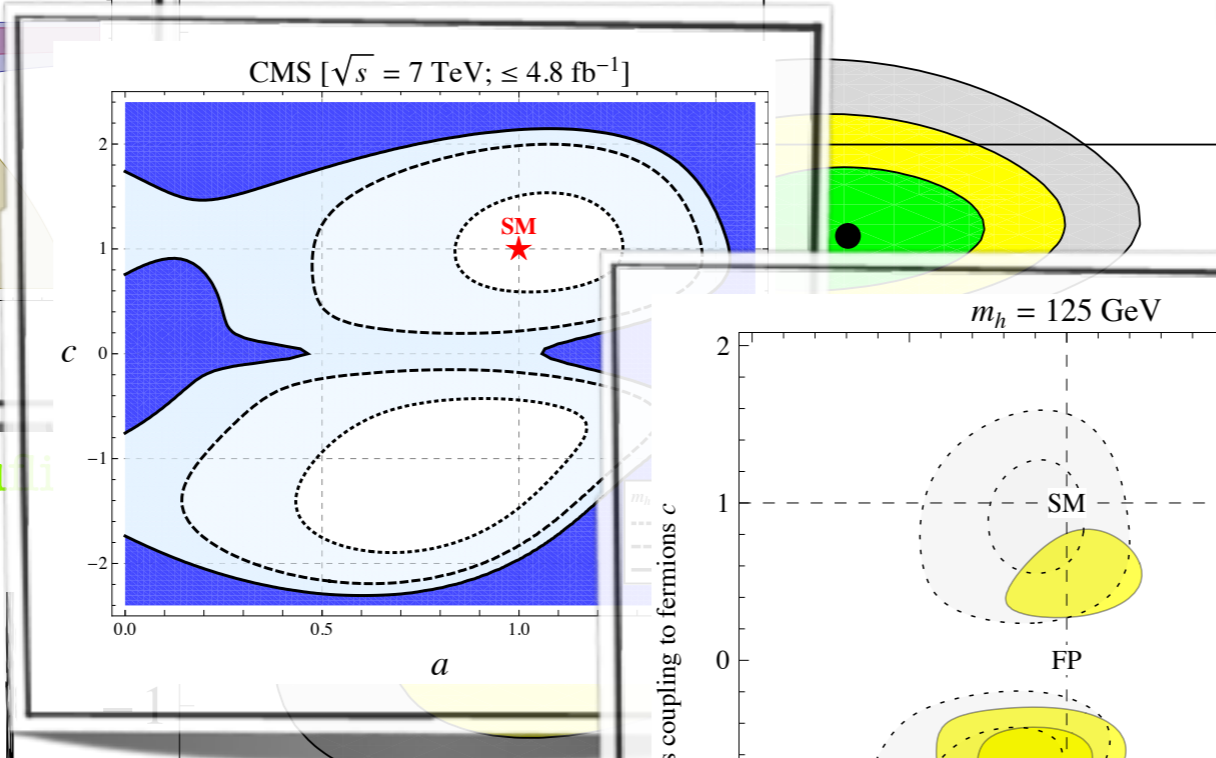 CMS [√s = 7 TeV; ≤ 4.8 fb⁻¹]
2
1
0
−1
−2
c
SM
0.0
0.5
1.0
a
m_h = 125 GeV
2
1
0
coupling to fermions c
SM
FP
−1